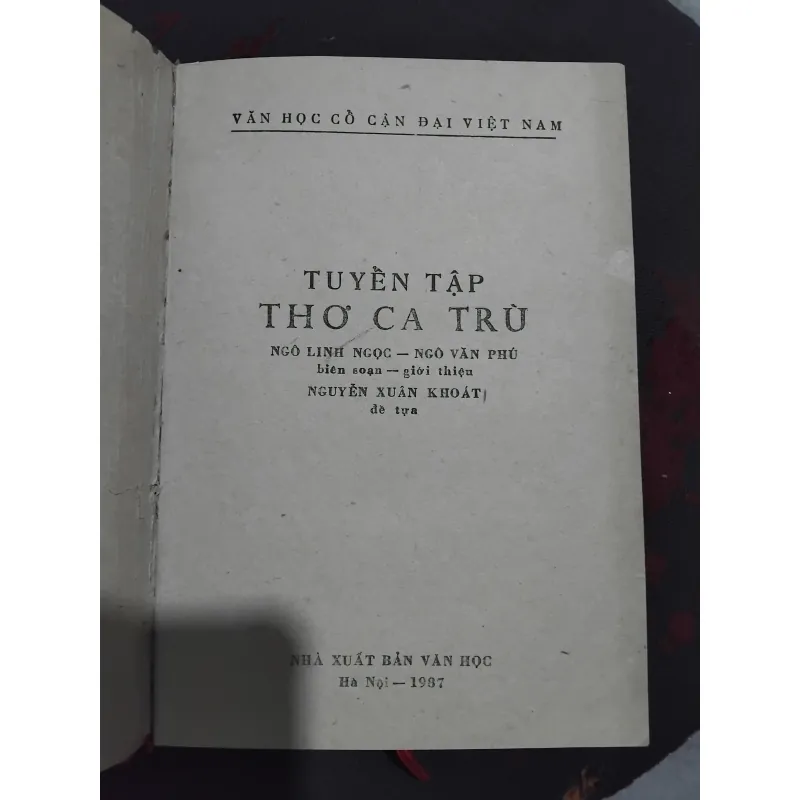 VĂN HỌC CỔ CẬN ĐẠI VIỆT NAM
TUYỂN TẬP
THƠ CA TRÙ
NGÔ LINH NGỌC — NGÔ VĂN PHÚ
biên soạn — giới thiệu
NGUYỄN XUÂN KHOÁT
đề tựa
NHÀ XUẤT BẢN VĂN HỌC
Hà Nội — 1987